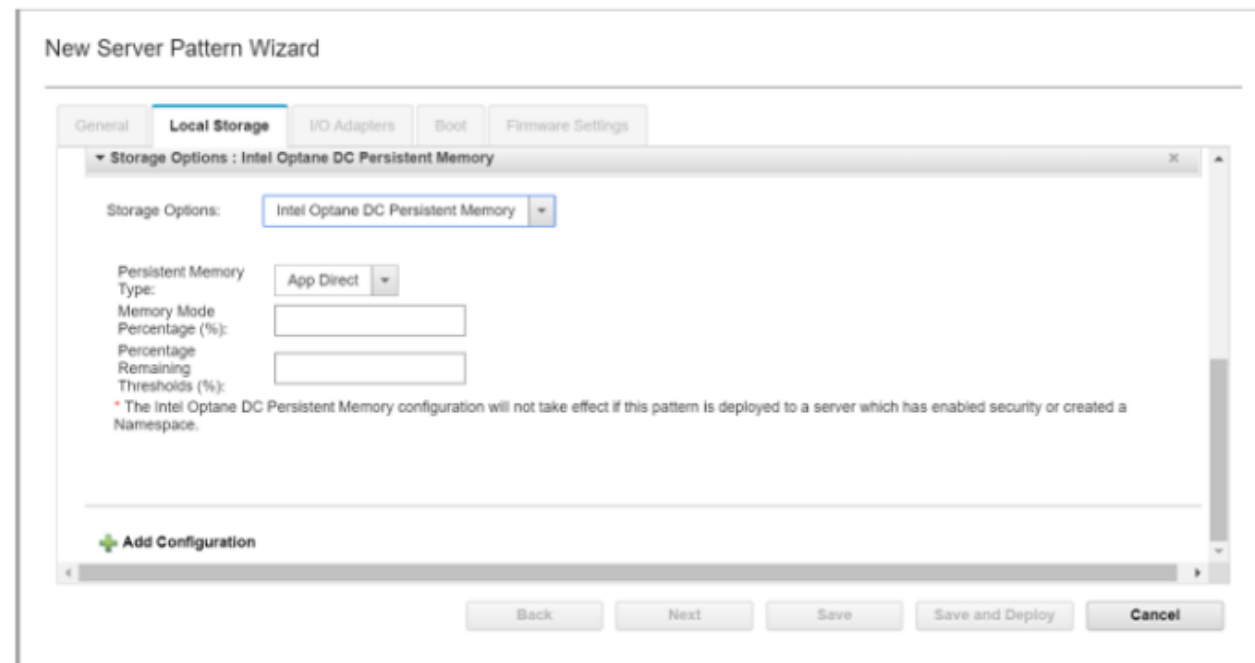 New Server Pattern Wizard
General
Local Storage
I/O Adapters
Boot
Firmware Settings
Storage Options : Intel Optane DC Persistent Memory
Storage Options:
Intel Optane DC Persistent Memory
Persistent Memory
Type:
App Direct
Memory Mode
Percentage (%):
Percentage
Remaining
Thresholds (%):
* The Intel Optane DC Persistent Memory configuration will not take effect if this pattern is deployed to a server which has enabled security or created a
Namespace.
Add Configuration
Back
Next
Save
Save and Deploy
Cancel